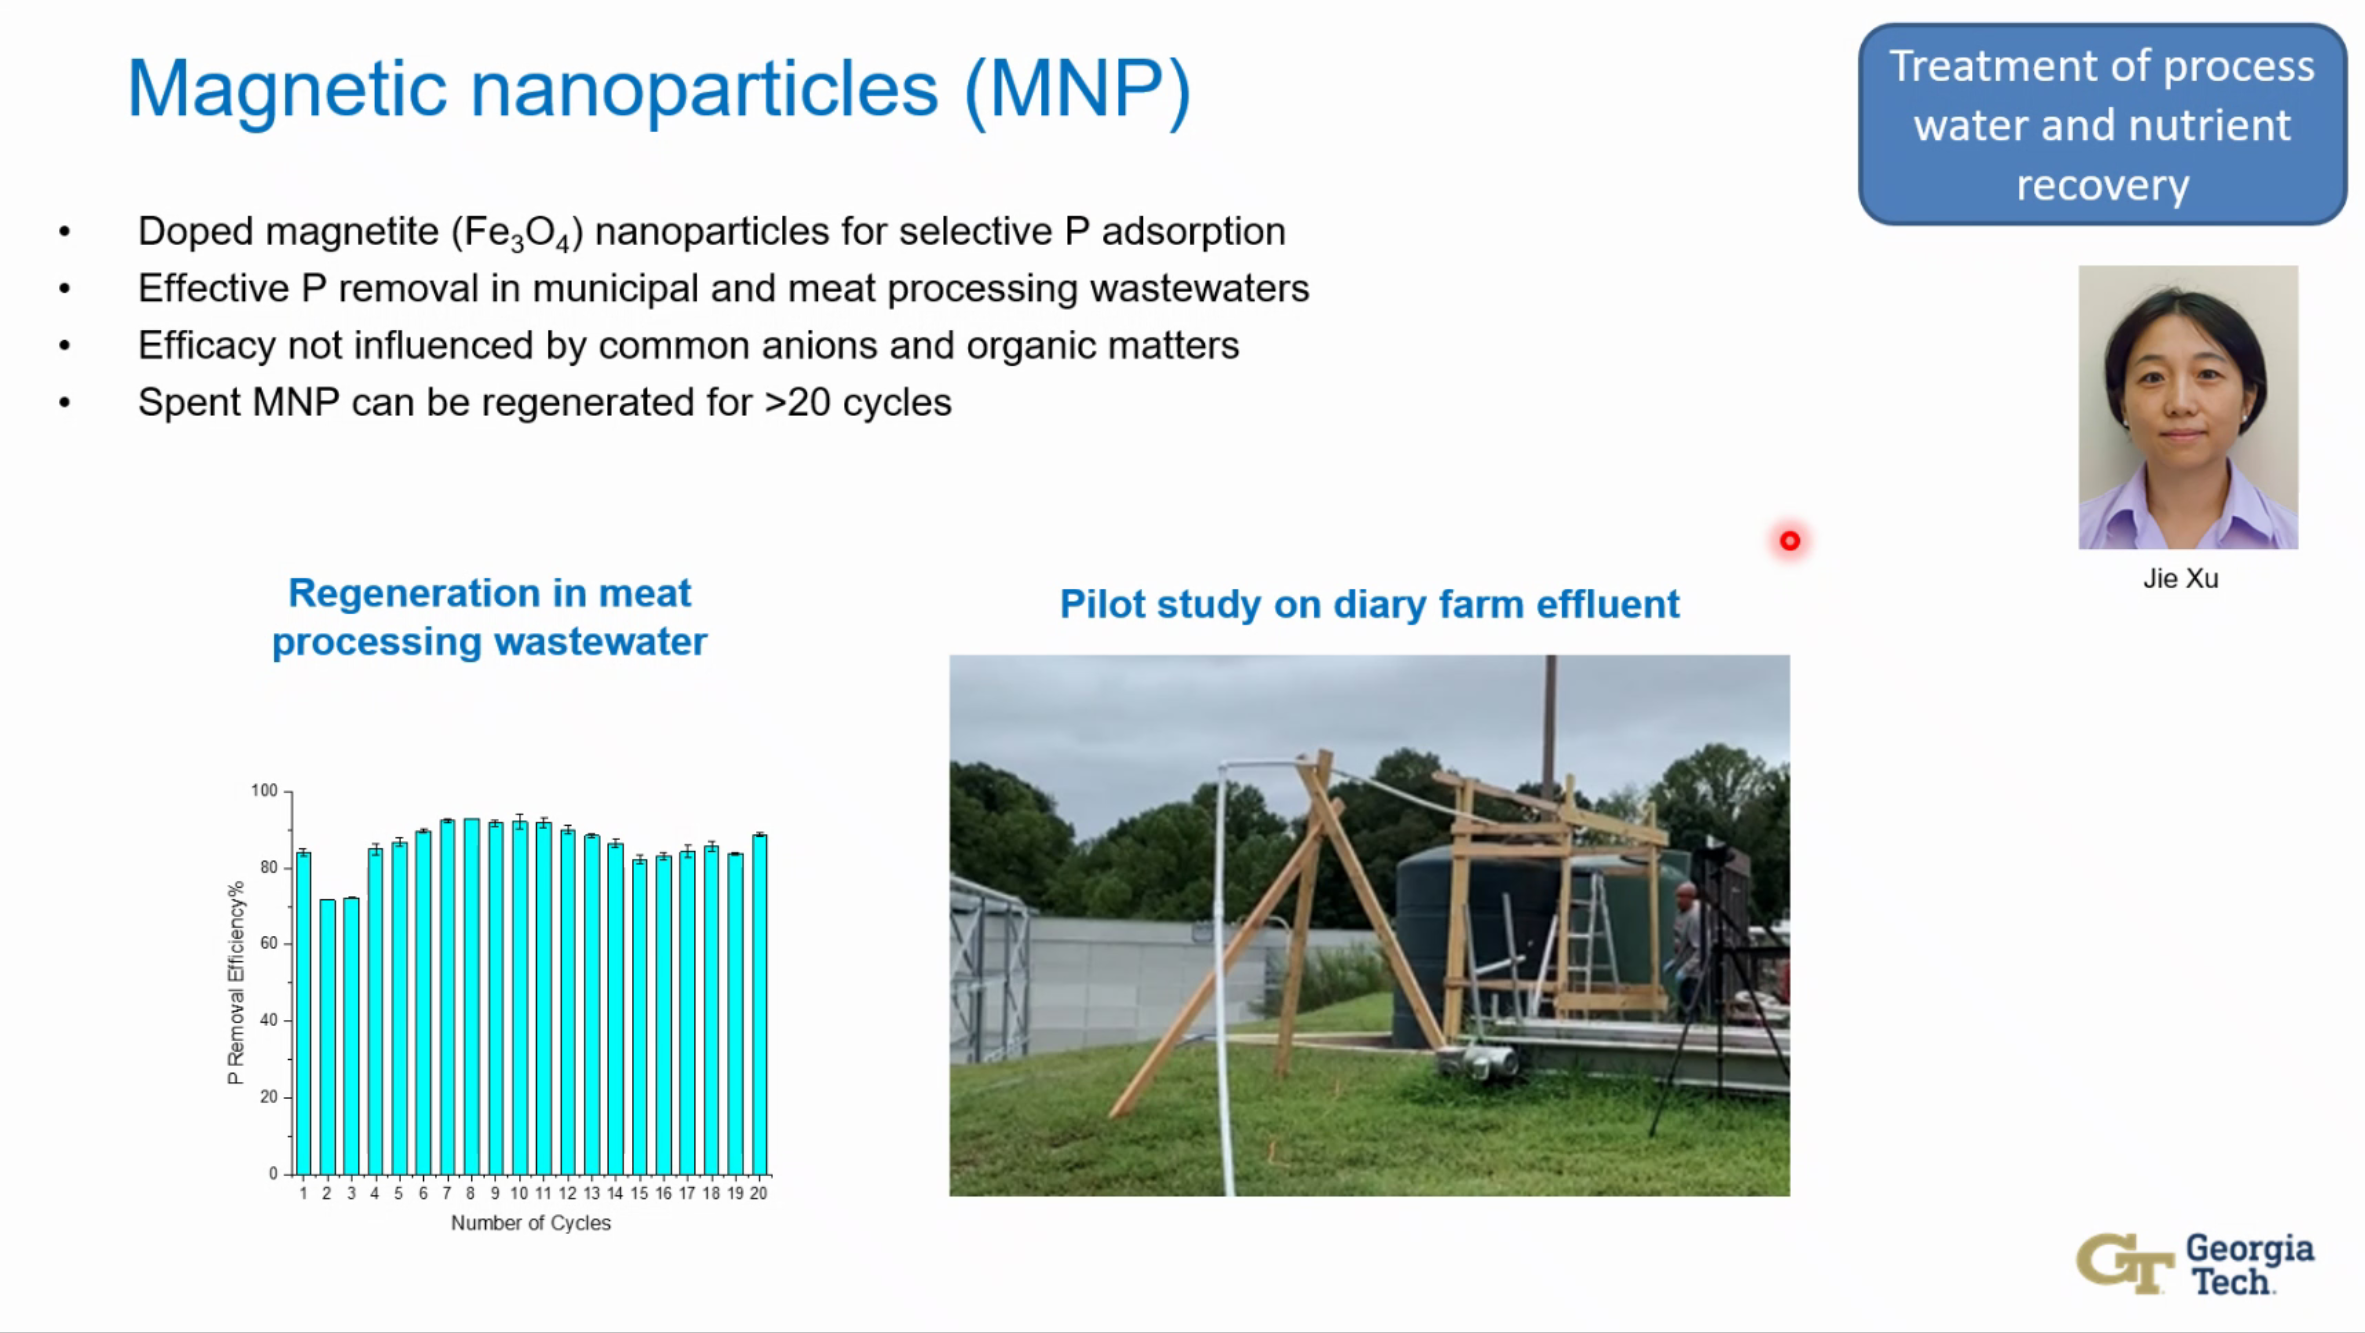 Magnetic nanoparticles (MNP)
Treatment of process
water and nutrient
recovery
• Doped magnetite (Fe₃O₄) nanoparticles for selective P adsorption
• Effective P removal in municipal and meat processing wastewaters
• Efficacy not influenced by common anions and organic matters
• Spent MNP can be regenerated for >20 cycles
Jie Xu
Regeneration in meat
processing wastewater
Pilot study on diary farm effluent
P Removal Efficiency%
100
80
60
40
20
0
1 2 3 4 5 6 7 8 9 10 11 12 13 14 15 16 17 18 19 20
Number of Cycles
GT Georgia
Tech.